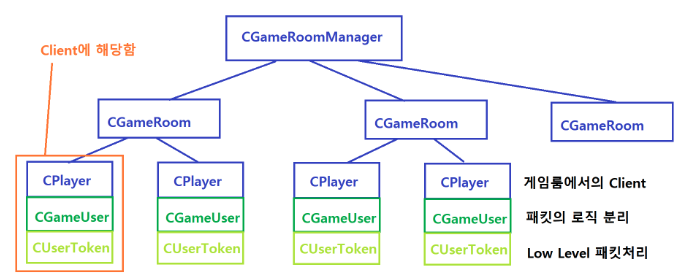 CGameRoomManager
Client에 해당함
CGameRoom
CGameRoom
CGameRoom
CPlayer
CPlayer
CPlayer
CPlayer
게임룸에서의 Client
CGameUser
CGameUser
CGameUser
CGameUser
패킷의 로직 분리
CUserToken
CUserToken
CUserToken
CUserToken
Low Level 패킷처리